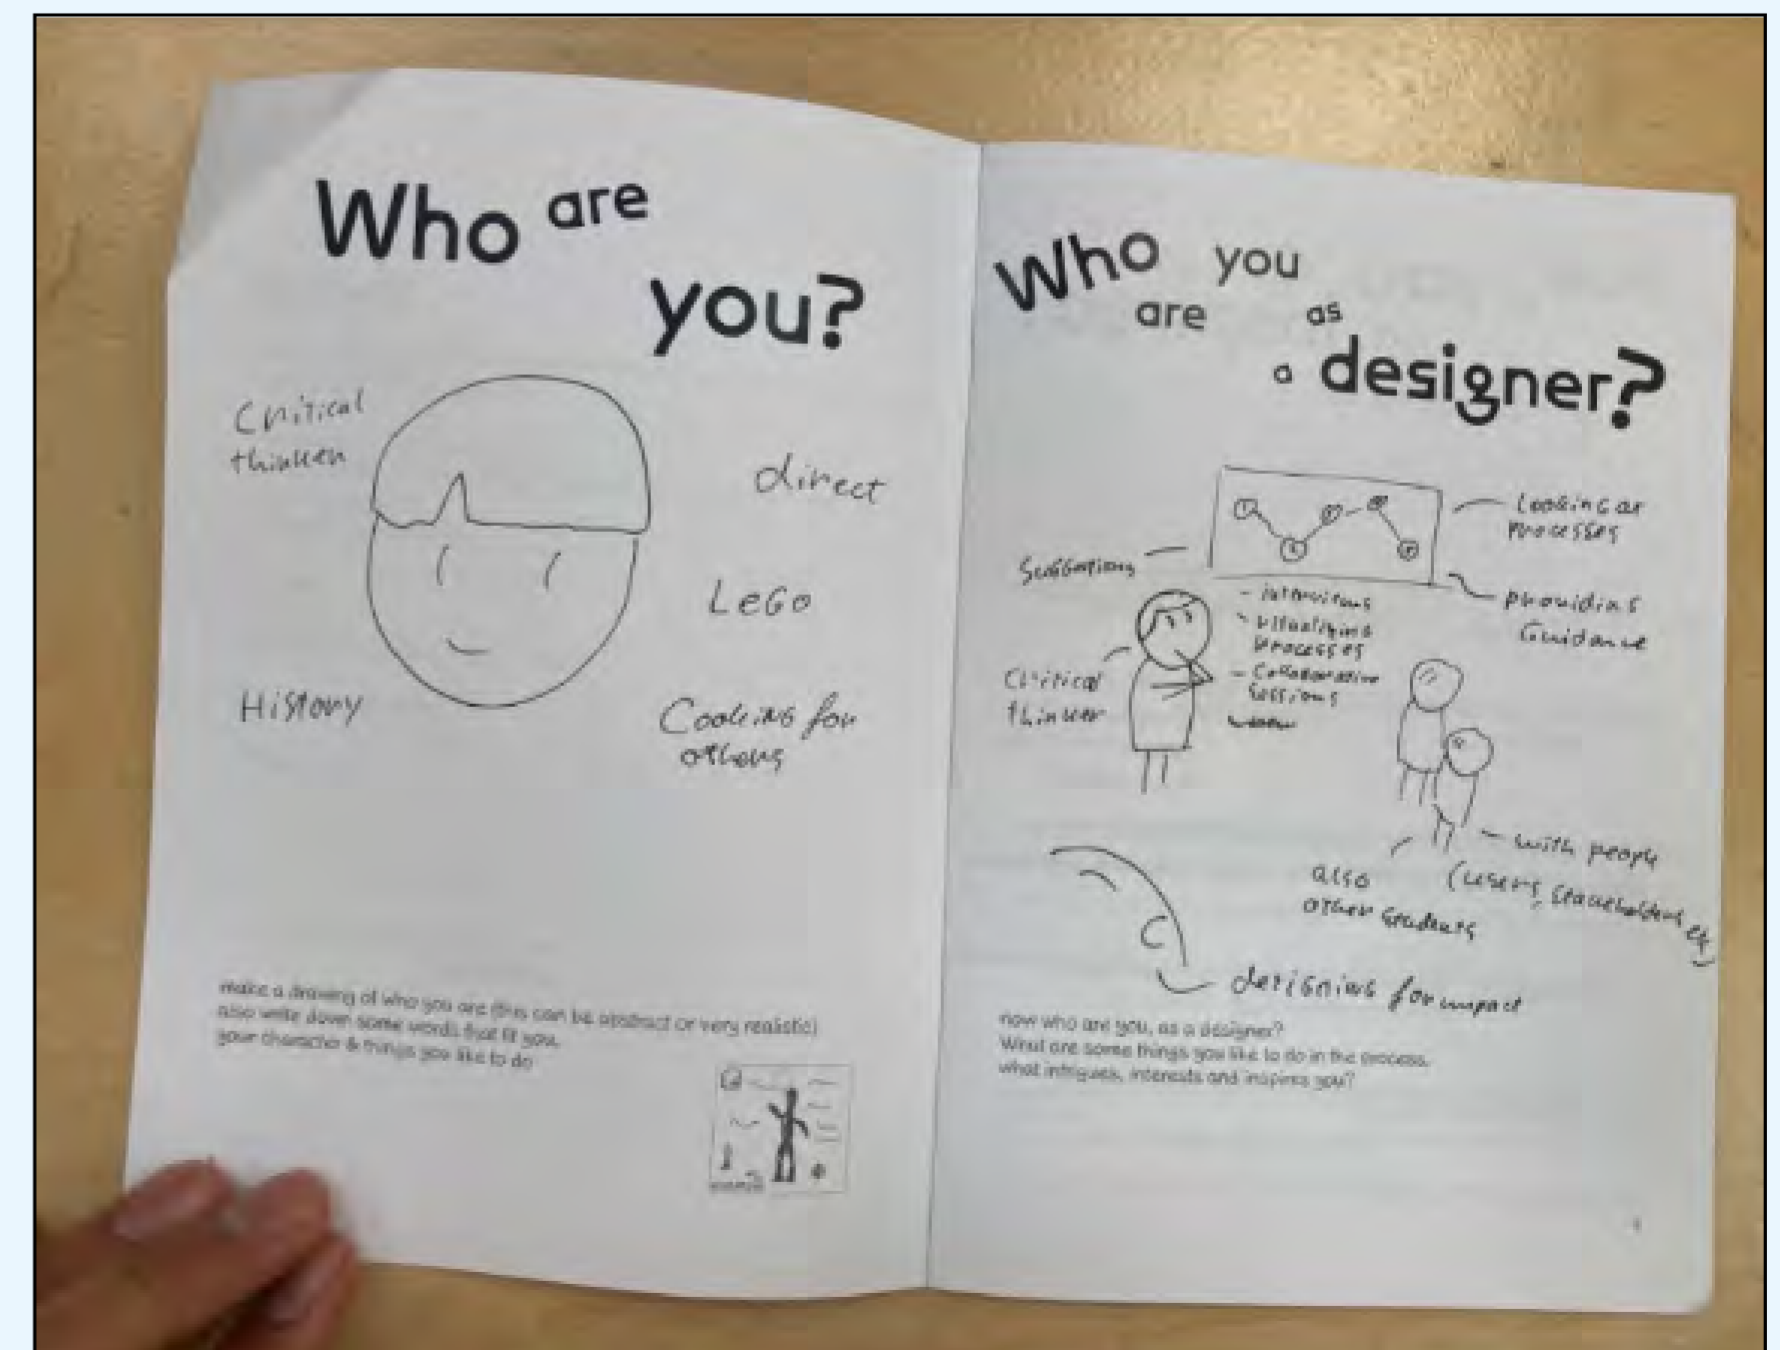 Who are
you?
Critical
thinker
direct
LEGO
History
Cooking for
others
make a drawing of who you are (this can be abstract or very realistic)
also write down some words that fit you.
your character & things you like to do
Who you
are as
a designer?
Looking at
processes
Suggestions
providing
Guidance
- interviews
- visualizing
processes
- Collaborative
Sessions
Critical
thinker
with people
(users, stakeholders etc)
also
other students
designing for impact
now who are you, as a designer?
What are some things you like to do in the process.
what intrigues, interests and inspires you?